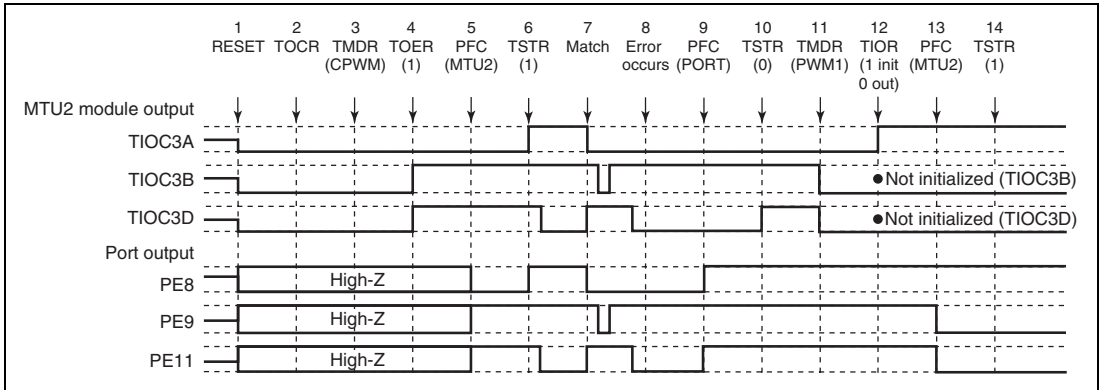 1 2 3 4 5 6 7 8 9 10 11 12 13 14
RESET TOCR TMDR TOER PFC TSTR Match Error PFC TSTR TMDR TIOR PFC TSTR
(CPWM) (1) (MTU2) (1) occurs (PORT) (0) (PWM1) (1 init (MTU2) (1)
0 out)
MTU2 module output
TIOC3A
TIOC3B ●Not initialized (TIOC3B)
TIOC3D ●Not initialized (TIOC3D)
Port output
PE8 High-Z
PE9 High-Z
PE11 High-Z